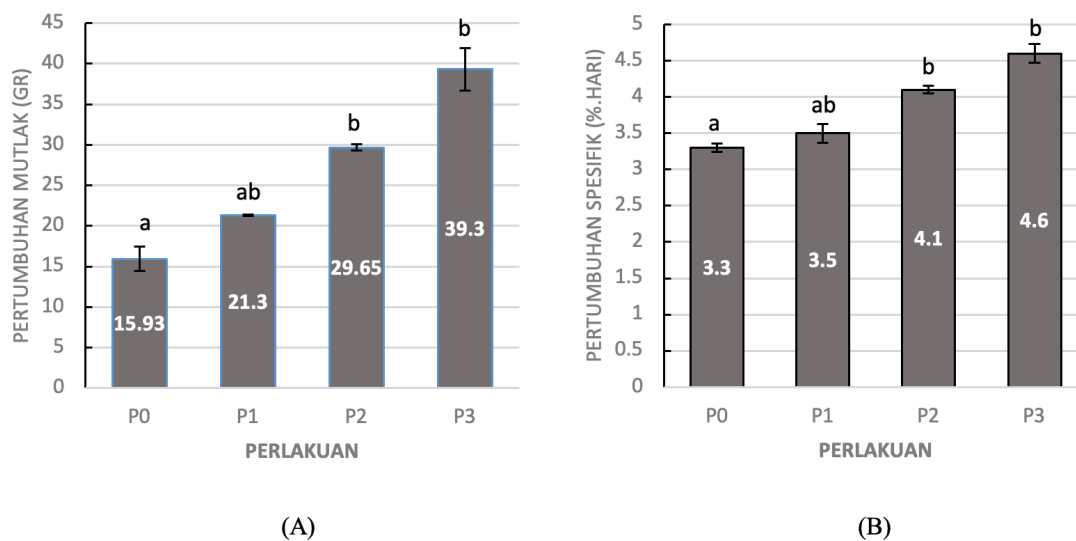 PERTUMBUHAN MUTLAK (GR)
45
40
35
30
25
20
15
10
5
0
a
ab
b
b
15.93
21.3
29.65
39.3
P0 P1 P2 P3
PERLAKUAN
(A)
PERTUMBUHAN SPESIFIK (%.HARI)
5
4.5
4
3.5
3
2.5
2
1.5
1
0.5
0
a
ab
b
b
3.3
3.5
4.1
4.6
P0 P1 P2 P3
PERLAKUAN
(B)